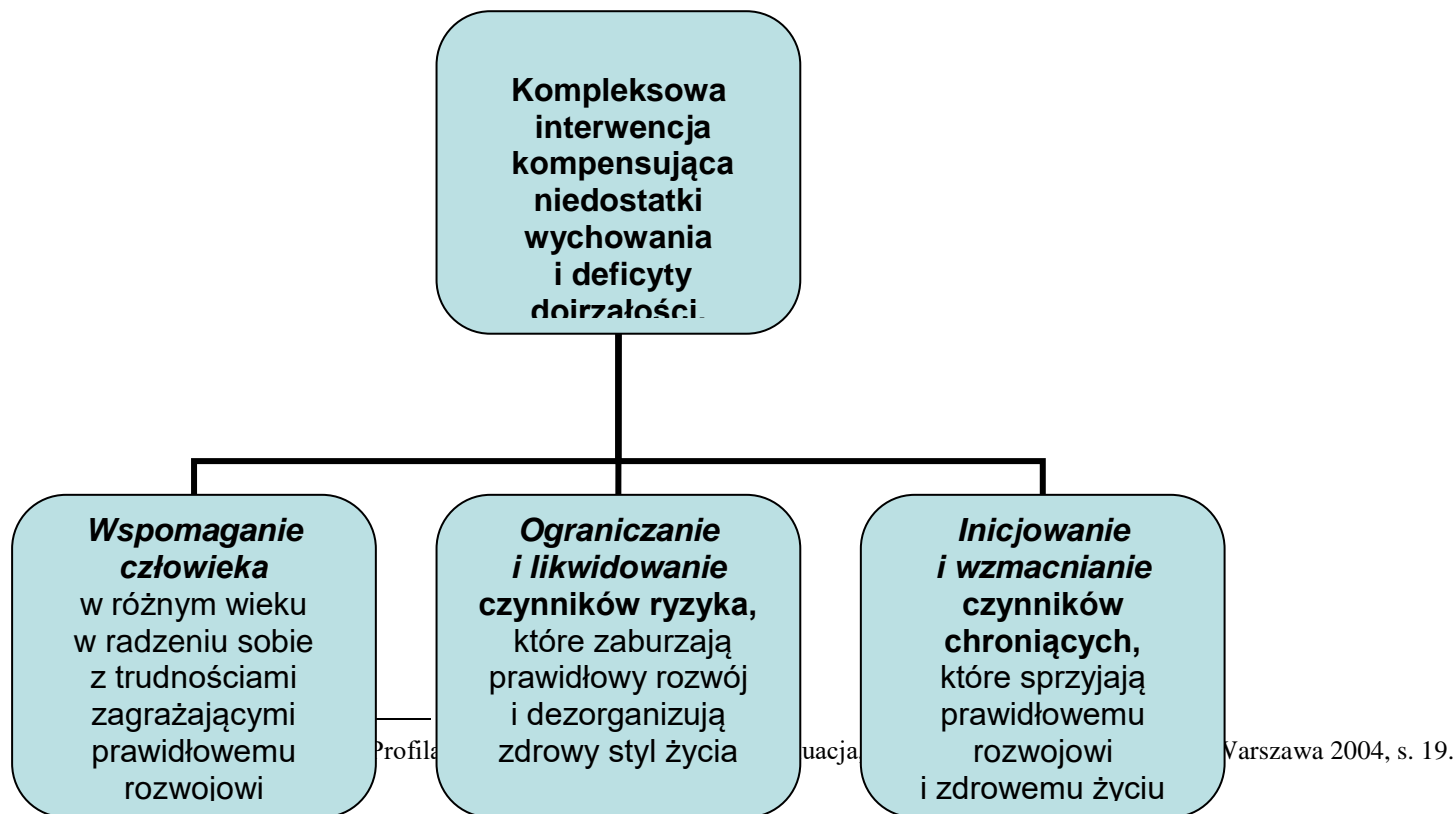 Kompleksowa
interwencja
kompensująca
niedostatki
wychowania
i deficyty
dojrzałości.
Wspomaganie
człowieka
w różnym wieku
w radzeniu sobie
z trudnościami
zagrażającymi
prawidłowemu
rozwojowi
Ograniczanie
i likwidowanie
czynników ryzyka,
które zaburzają
prawidłowy rozwój
i dezorganizują
zdrowy styl życia
Inicjowanie
i wzmacnianie
czynników
chroniących,
które sprzyjają
prawidłowemu
rozwojowi
i zdrowemu życiu
2004, s. 19.